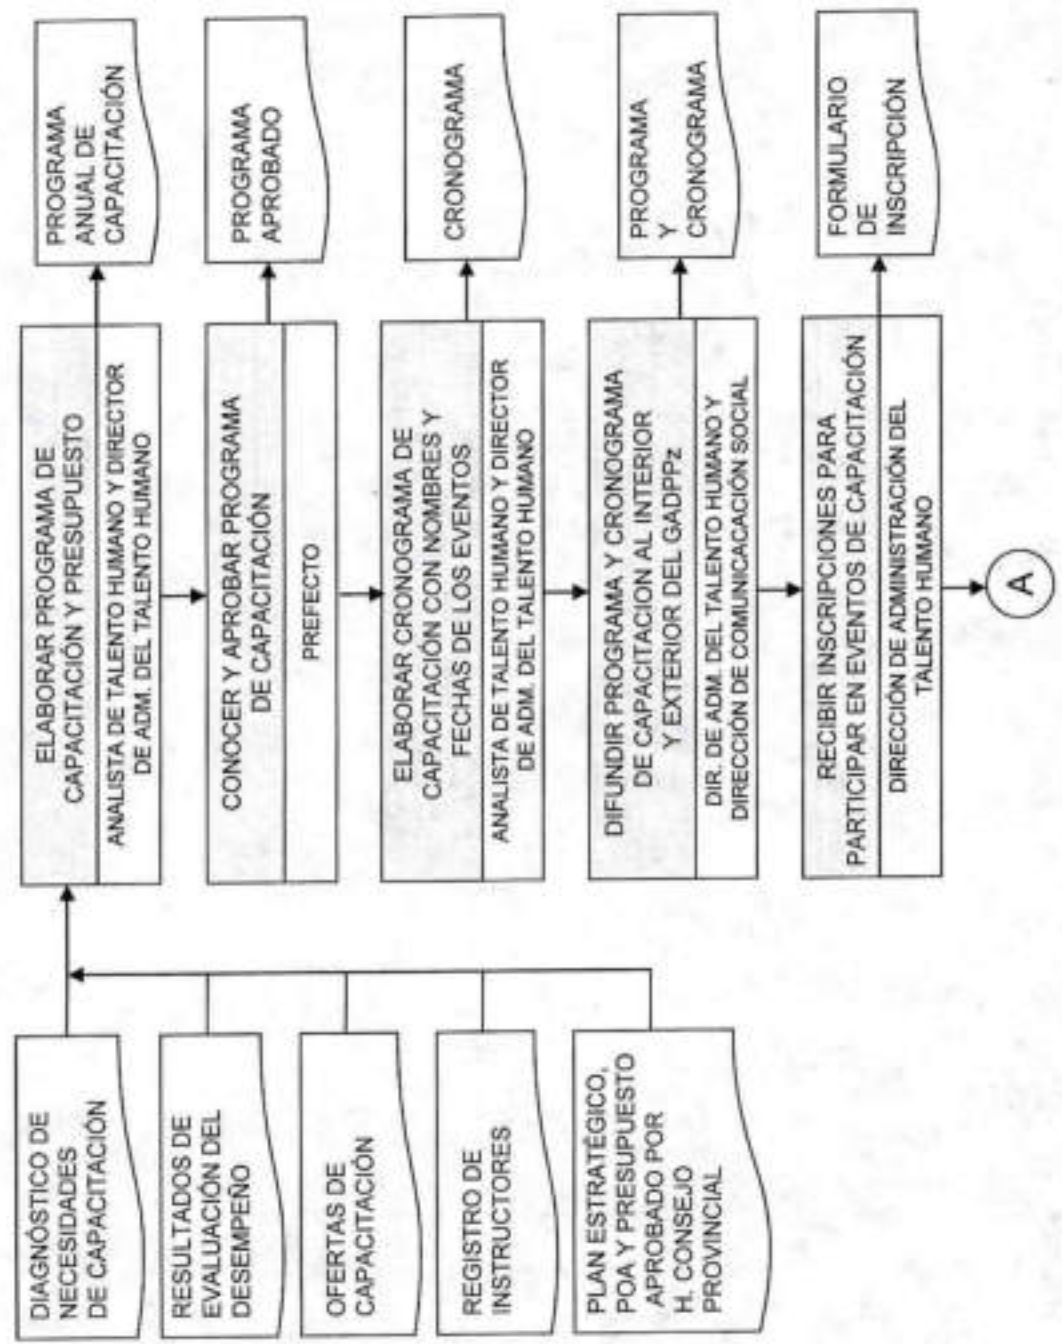 DIAGNÓSTICO DE
NECESIDADES
DE CAPACITACIÓN
RESULTADOS DE
EVALUACIÓN DEL
DESEMPEÑO
OFERTAS DE
CAPACITACIÓN
REGISTRO DE
INSTRUCTORES
PLAN ESTRATÉGICO,
POA Y PRESUPUESTO
APROBADO POR
H. CONSEJO
PROVINCIAL
ELABORAR PROGRAMA DE
CAPACITACIÓN Y PRESUPUESTO
ANALISTA DE TALENTO HUMANO Y DIRECTOR
DE ADM. DEL TALENTO HUMANO
PROGRAMA
ANUAL DE
CAPACITACIÓN
CONOCER Y APROBAR PROGRAMA
DE CAPACITACIÓN
PREFECTO
PROGRAMA
APROBADO
ELABORAR CRONOGRAMA DE
CAPACITACIÓN CON NOMBRES Y
FECHAS DE LOS EVENTOS
ANALISTA DE TALENTO HUMANO Y DIRECTOR
DE ADM. DEL TALENTO HUMANO
CRONOGRAMA
DIFUNDIR PROGRAMA Y CRONOGRAMA
DE CAPACITACION AL INTERIOR
Y EXTERIOR DEL GADPPz
DIR. DE ADM. DEL TALENTO HUMANO Y
DIRECCIÓN DE COMUNICACACIÓN SOCIAL
PROGRAMA
Y
CRONOGRAMA
RECIBIR INSCRIPCIONES PARA
PARTICIPAR EN EVENTOS DE CAPACITACIÓN
DIRECCIÓN DE ADMINISTRACIÓN DEL
TALENTO HUMANO
FORMULARIO
DE
INSCRIPCIÓN
A